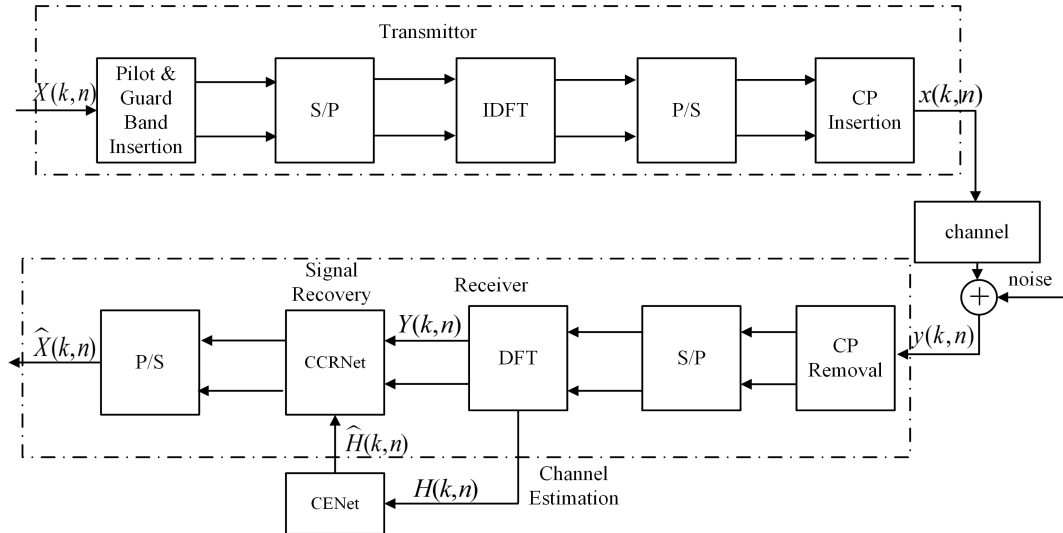 Transmittor
X(k,n)
Pilot &
Guard
Band
Insertion
S/P
IDFT
P/S
CP
Insertion
x(k,n)
channel
noise
y(k,n)
CP
Removal
S/P
DFT
Receiver
Y(k,n)
Signal
Recovery
CCRNet
P/S
X̂(k,n)
Ĥ(k,n)
CENet
H(k,n)
Channel
Estimation